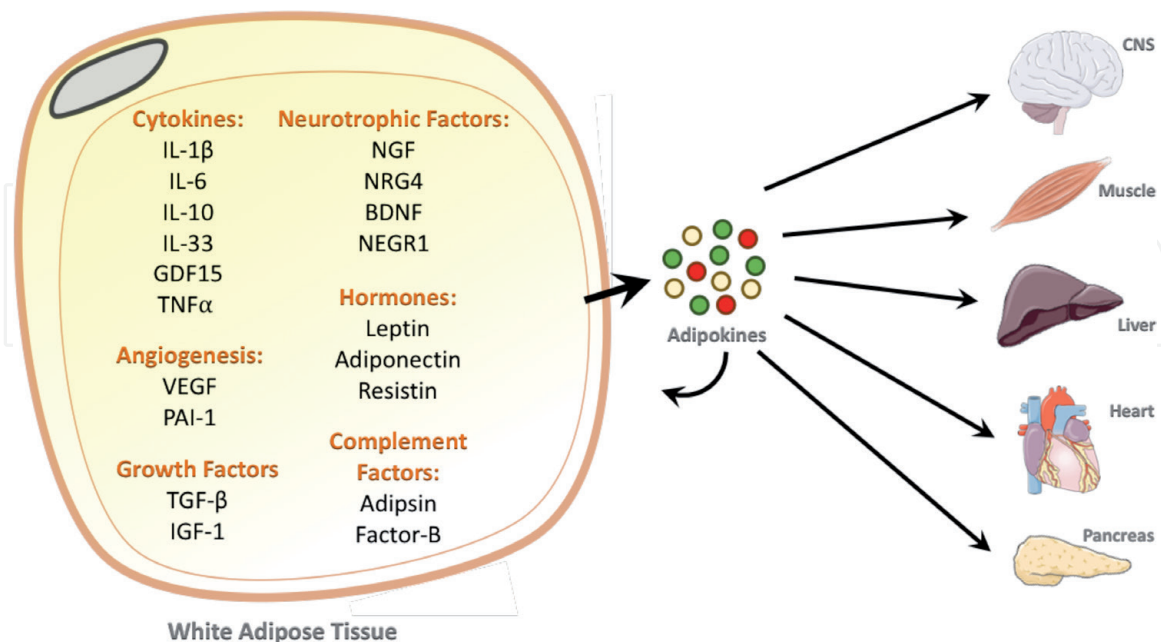 Cytokines:
IL-1β
IL-6
IL-10
IL-33
GDF15
TNFα
Angiogenesis:
VEGF
PAI-1
Growth Factors
TGF-β
IGF-1
Neurotrophic Factors:
NGF
NRG4
BDNF
NEGR1
Hormones:
Leptin
Adiponectin
Resistin
Complement
Factors:
Adipsin
Factor-B
White Adipose Tissue
Adipokines
CNS
Muscle
Liver
Heart
Pancreas